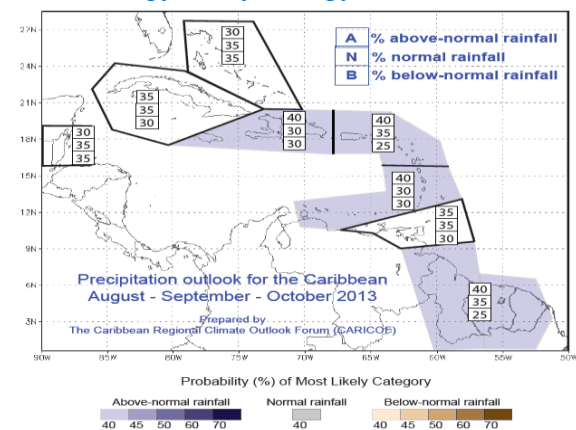 27N
24N
21N
18N
15N
12N
9N
6N
3N
90W
85W
80W
75W
70W
65W
60W
55W
50W
A % above-normal rainfall
N % normal rainfall
B % below-normal rainfall
30
35
35
35
35
30
30
35
35
40
30
30
40
35
25
40
30
30
35
35
30
40
35
25
Precipitation outlook for the Caribbean
August - September - October 2013
Prepared by
The Caribbean Regional Climate Outlook Forum (CARICOF)
Probability (%) of Most Likely Category
Above-normal rainfall
Normal rainfall
Below-normal rainfall
40 45 50 60 70
40
40 45 50 60 70